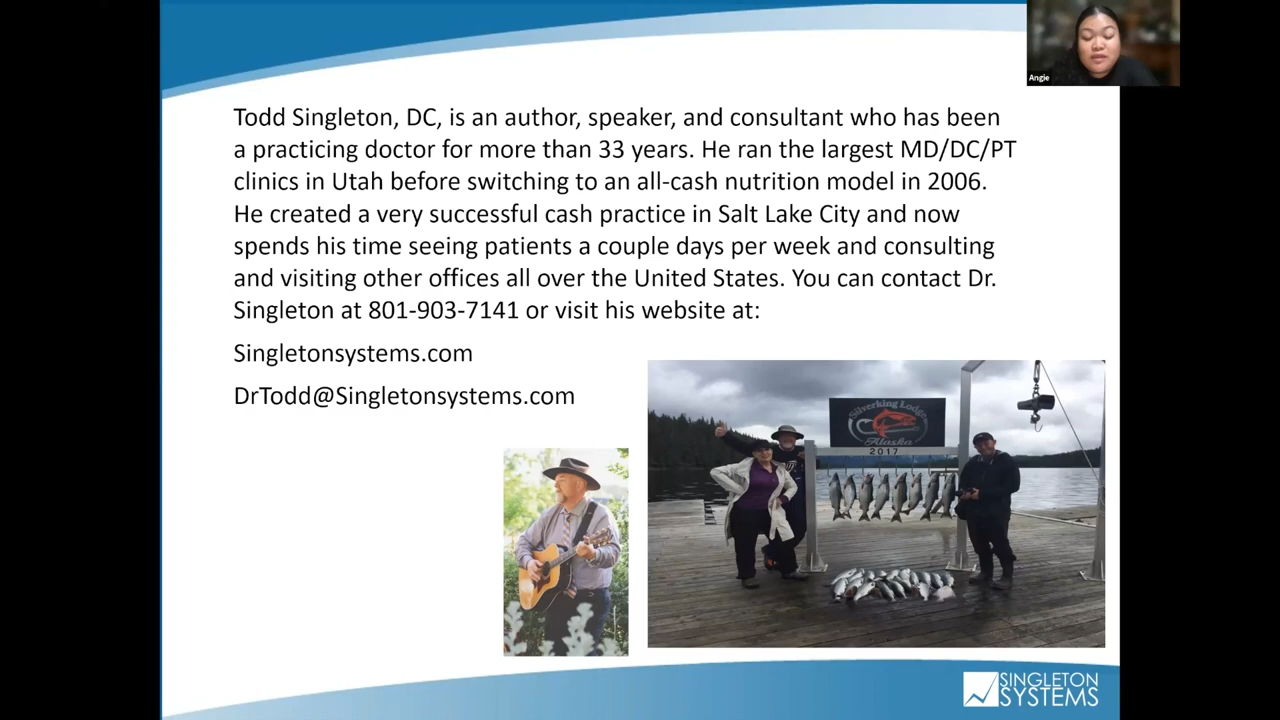 Angie
Todd Singleton, DC, is an author, speaker, and consultant who has been
a practicing doctor for more than 33 years. He ran the largest MD/DC/PT
clinics in Utah before switching to an all-cash nutrition model in 2006.
He created a very successful cash practice in Salt Lake City and now
spends his time seeing patients a couple days per week and consulting
and visiting other offices all over the United States. You can contact Dr.
Singleton at 801-903-7141 or visit his website at:
Singletonsystems.com
DrTodd@Singletonsystems.com
Silverking Lodge
Alaska
2017
SINGLETON
SYSTEMS